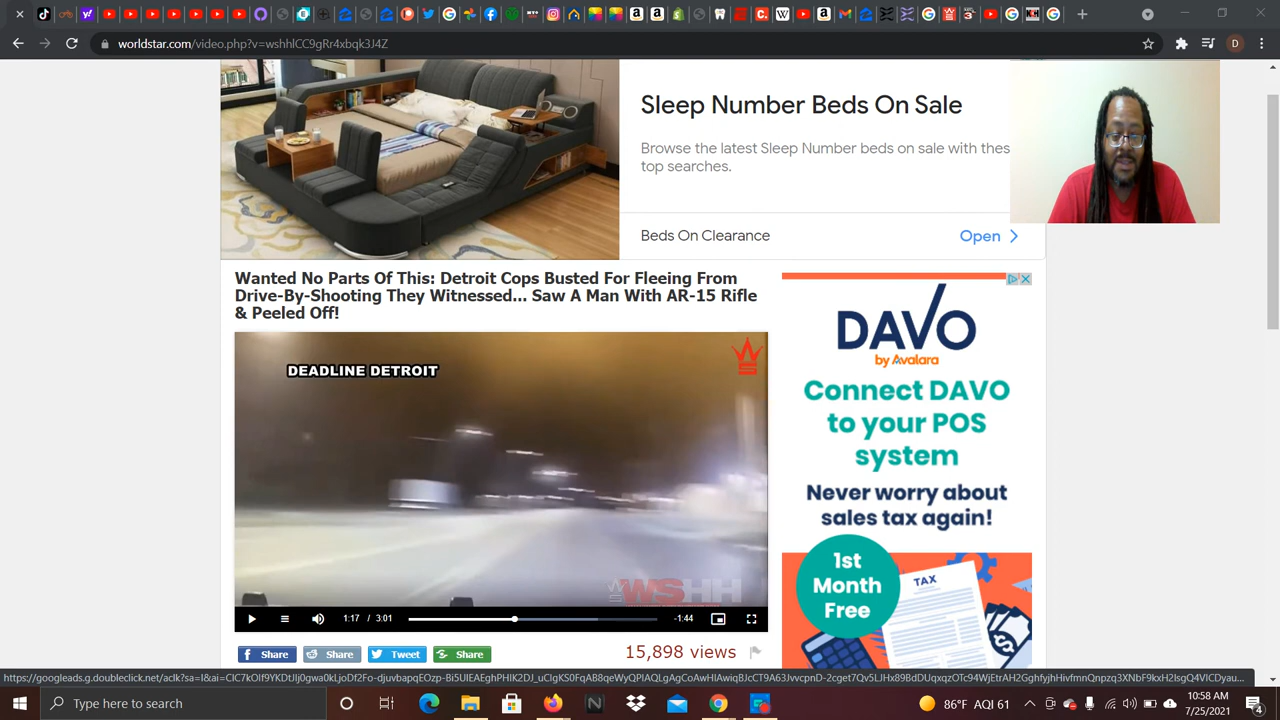 worldstar.com/video.php?v=wshhlCC9gRr4xbqk3J4Z
D
Sleep Number Beds On Sale
Browse the latest Sleep Number beds on sale with thes
top searches.
Beds On Clearance
Open
Wanted No Parts Of This: Detroit Cops Busted For Fleeing From
Drive-By-Shooting They Witnessed... Saw A Man With AR-15 Rifle
& Peeled Off!
DEADLINE DETROIT
WSHH
1:17 / 3:01
-1:44
Share
Share
Tweet
Share
15,898 views
DAVO
by Avalara
Connect DAVO
to your POS
system
Never worry about
sales tax again!
1st
Month
Free
TAX
Type here to search
86°F AQI 61
10:58 AM
7/25/2021
4